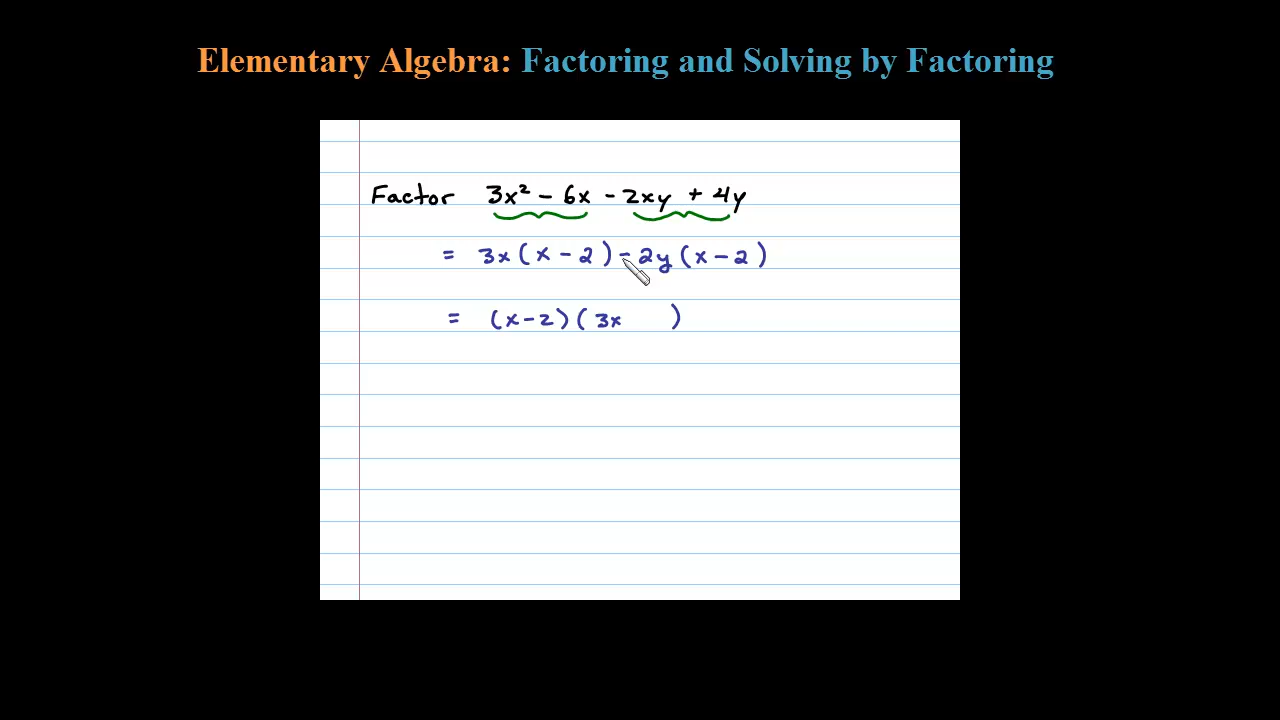 Elementary Algebra: Factoring and Solving by Factoring
Factor 3x² - 6x - 2xy + 4y
= 3x(x - 2) - 2y(x - 2)
= (x - 2)(3x )